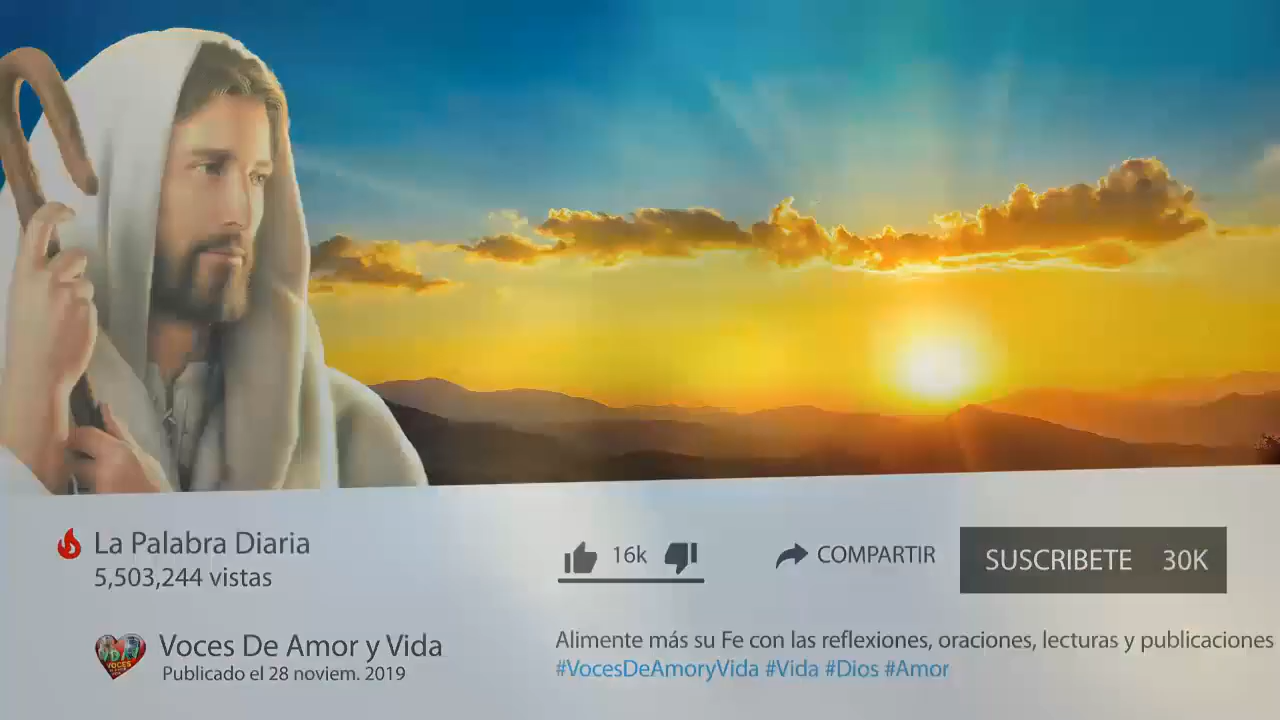 La Palabra Diaria
5,503,244 vistas
16k
COMPARTIR
SUSCRIBETE 30K
VOCES
Voces De Amor y Vida
Publicado el 28 noviem. 2019
Alimente más su Fe con las reflexiones, oraciones, lecturas y publicaciones
#VocesDeAmoryVida #Vida #Dios #Amor